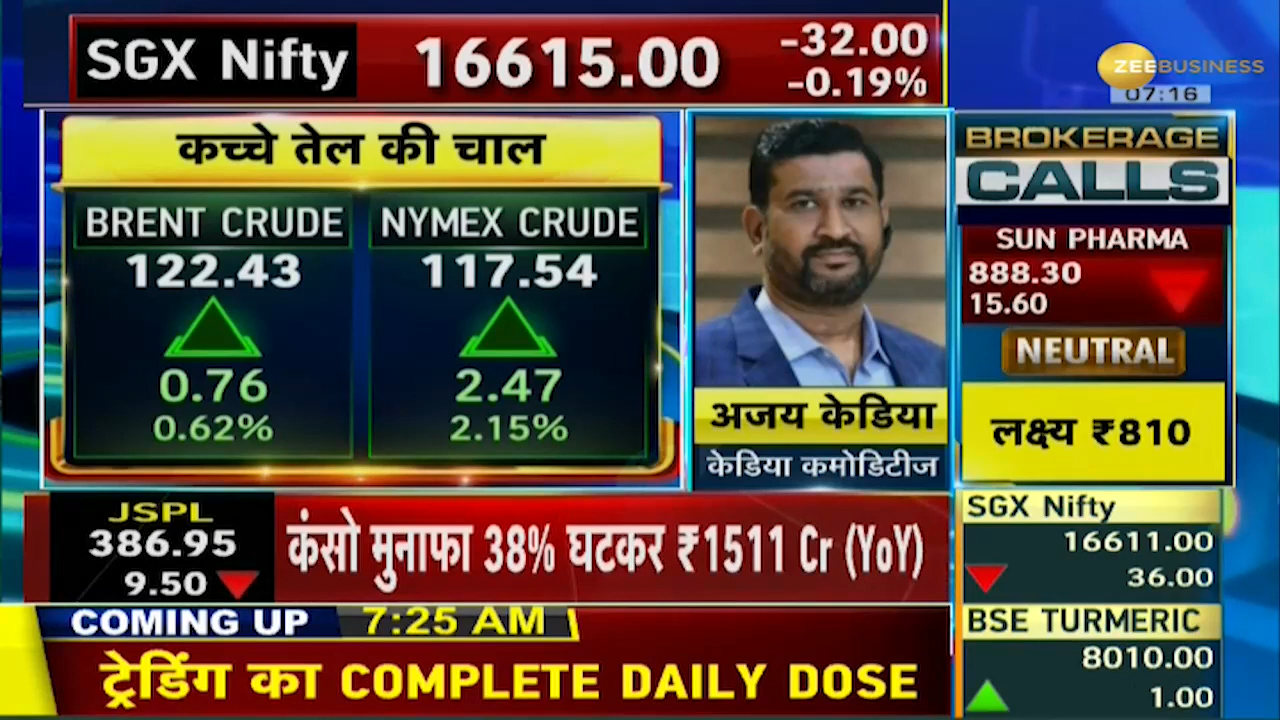 SGX Nifty 16615.00 -32.00
-0.19%
ZEEBUSINESS
07:16
कच्चे तेल की चाल
BRENT CRUDE
122.43
0.76
0.62%
NYMEX CRUDE
117.54
2.47
2.15%
अजय केडिया
केडिया कमोडिटीज
BROKERAGE
CALLS
SUN PHARMA
888.30
15.60
NEUTRAL
लक्ष्य ₹810
JSPL
386.95
9.50
कंसो मुनाफा 38% घटकर ₹1511 Cr (YoY)
SGX Nifty
16611.00
36.00
BSE TURMERIC
8010.00
1.00
COMING UP 7:25 AM
ट्रेडिंग का COMPLETE DAILY DOSE